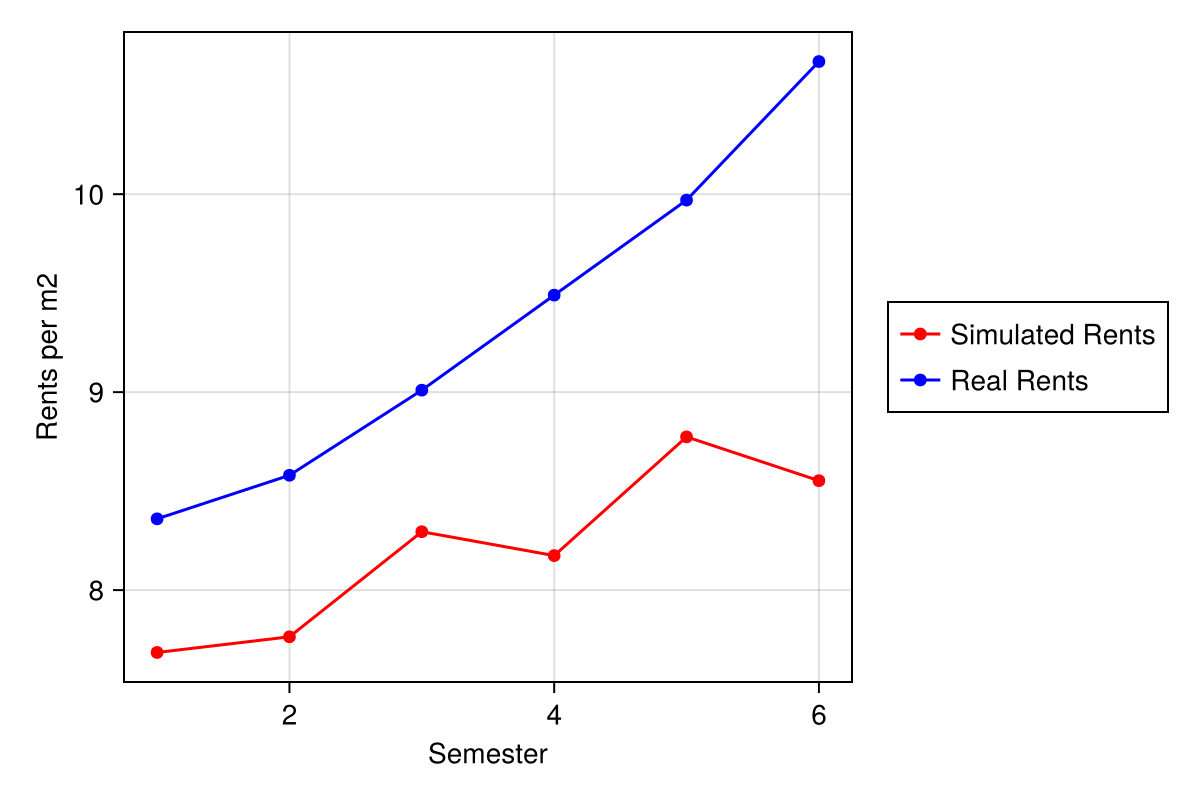 Rents per m2
10
9
8
2 4 6
Semester
Simulated Rents
Real Rents